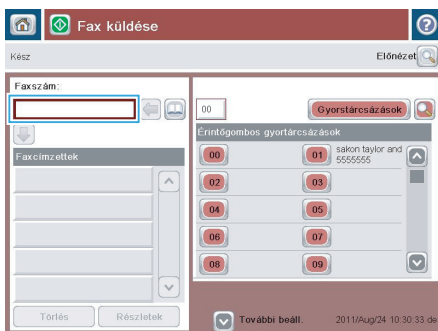 Fax küldése
Kész
Előnézet
Faxszám:
00
Gyorstárcsázások
Érintőgombos gyortárcsázások
Faxcímzettek
00
01 sakon taylor and
5555555
02 03
04 05
06 07
08 09
Törlés Részletek
További beáll.
2011/Aug/24 10:30:33 de